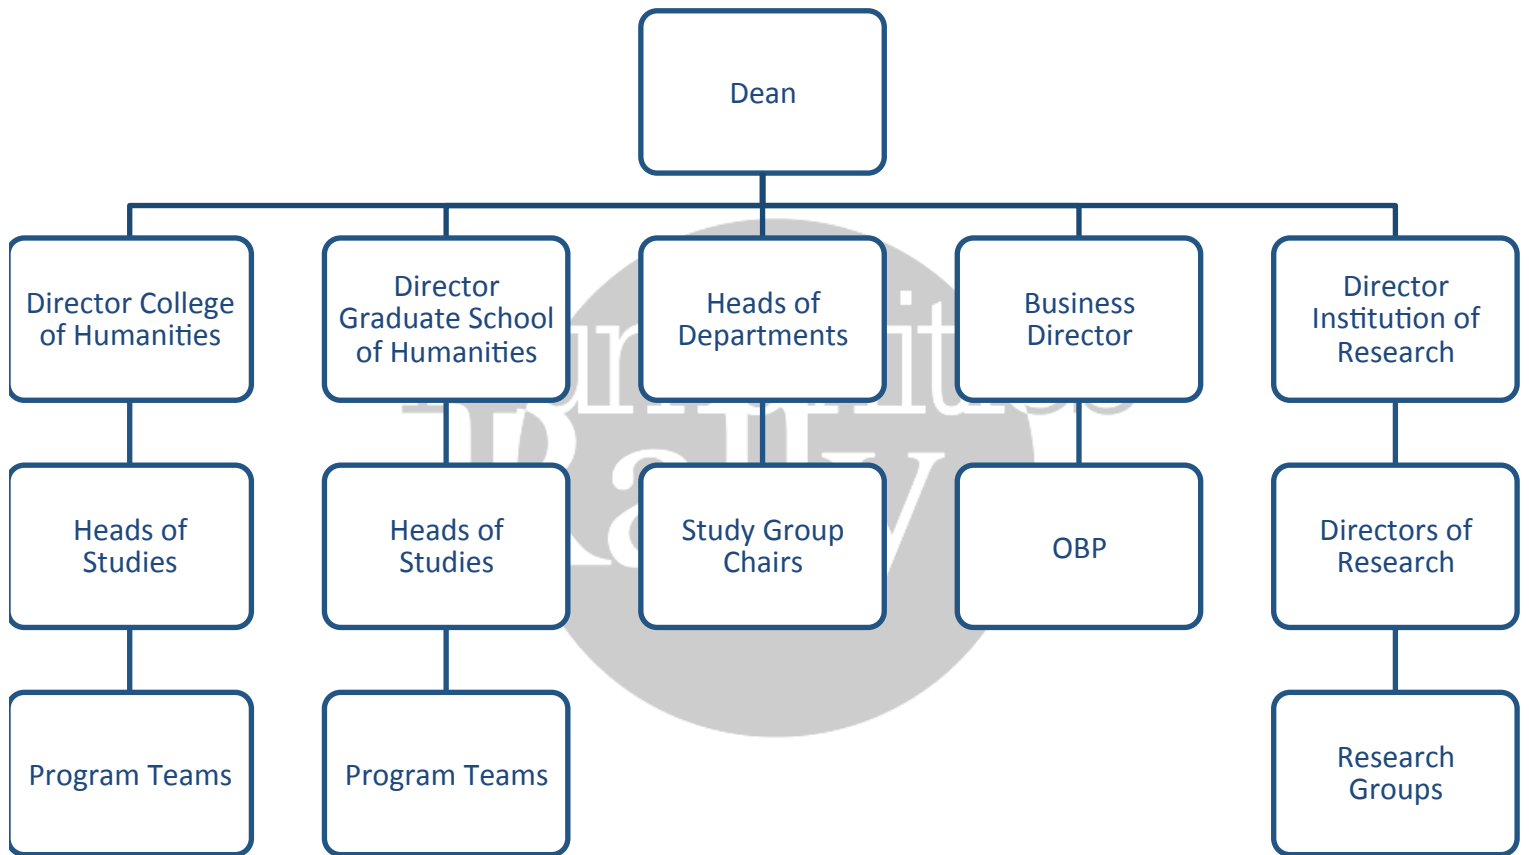 Dean
Director College
of Humanities
Director
Graduate School
of Humanities
Heads of
Departments
Business
Director
Director
Institution of
Research
Heads of
Studies
Heads of
Studies
Study Group
Chairs
OBP
Directors of
Research
Program Teams
Program Teams
Research
Groups